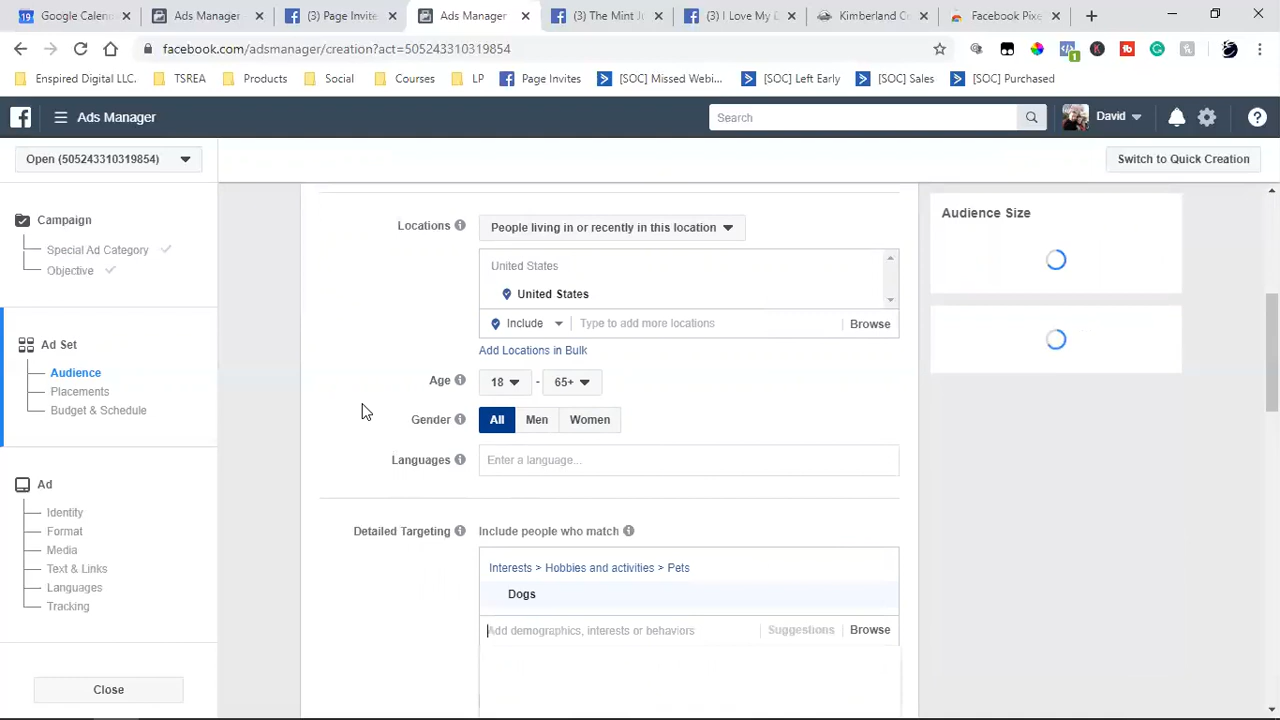 Google Calenda
Ads Manager
(3) Page Invite
Ads Manager
(3) The Mint Ju
(3) I Love My D
Kimberland C
Facebook Pixe
facebook.com/adsmanager/creation?act=505243310319854
Enspired Digital LLC.
TSREA
Products
Social
Courses
LP
Page Invites
[SOC] Missed Webi...
[SOC] Left Early
[SOC] Sales
[SOC] Purchased
Ads Manager
Search
David
Open (505243310319854)
Switch to Quick Creation
Campaign
Special Ad Category
Objective
Ad Set
Audience
Placements
Budget & Schedule
Ad
Identity
Format
Media
Text & Links
Languages
Tracking
Close
Locations
People living in or recently in this location
United States
United States
Include
Type to add more locations
Browse
Add Locations in Bulk
Age
18 - 65+
Gender
All Men Women
Languages
Enter a language...
Detailed Targeting
Include people who match
Interests > Hobbies and activities > Pets
Dogs
Add demographics, interests or behaviors
Suggestions
Browse
Audience Size